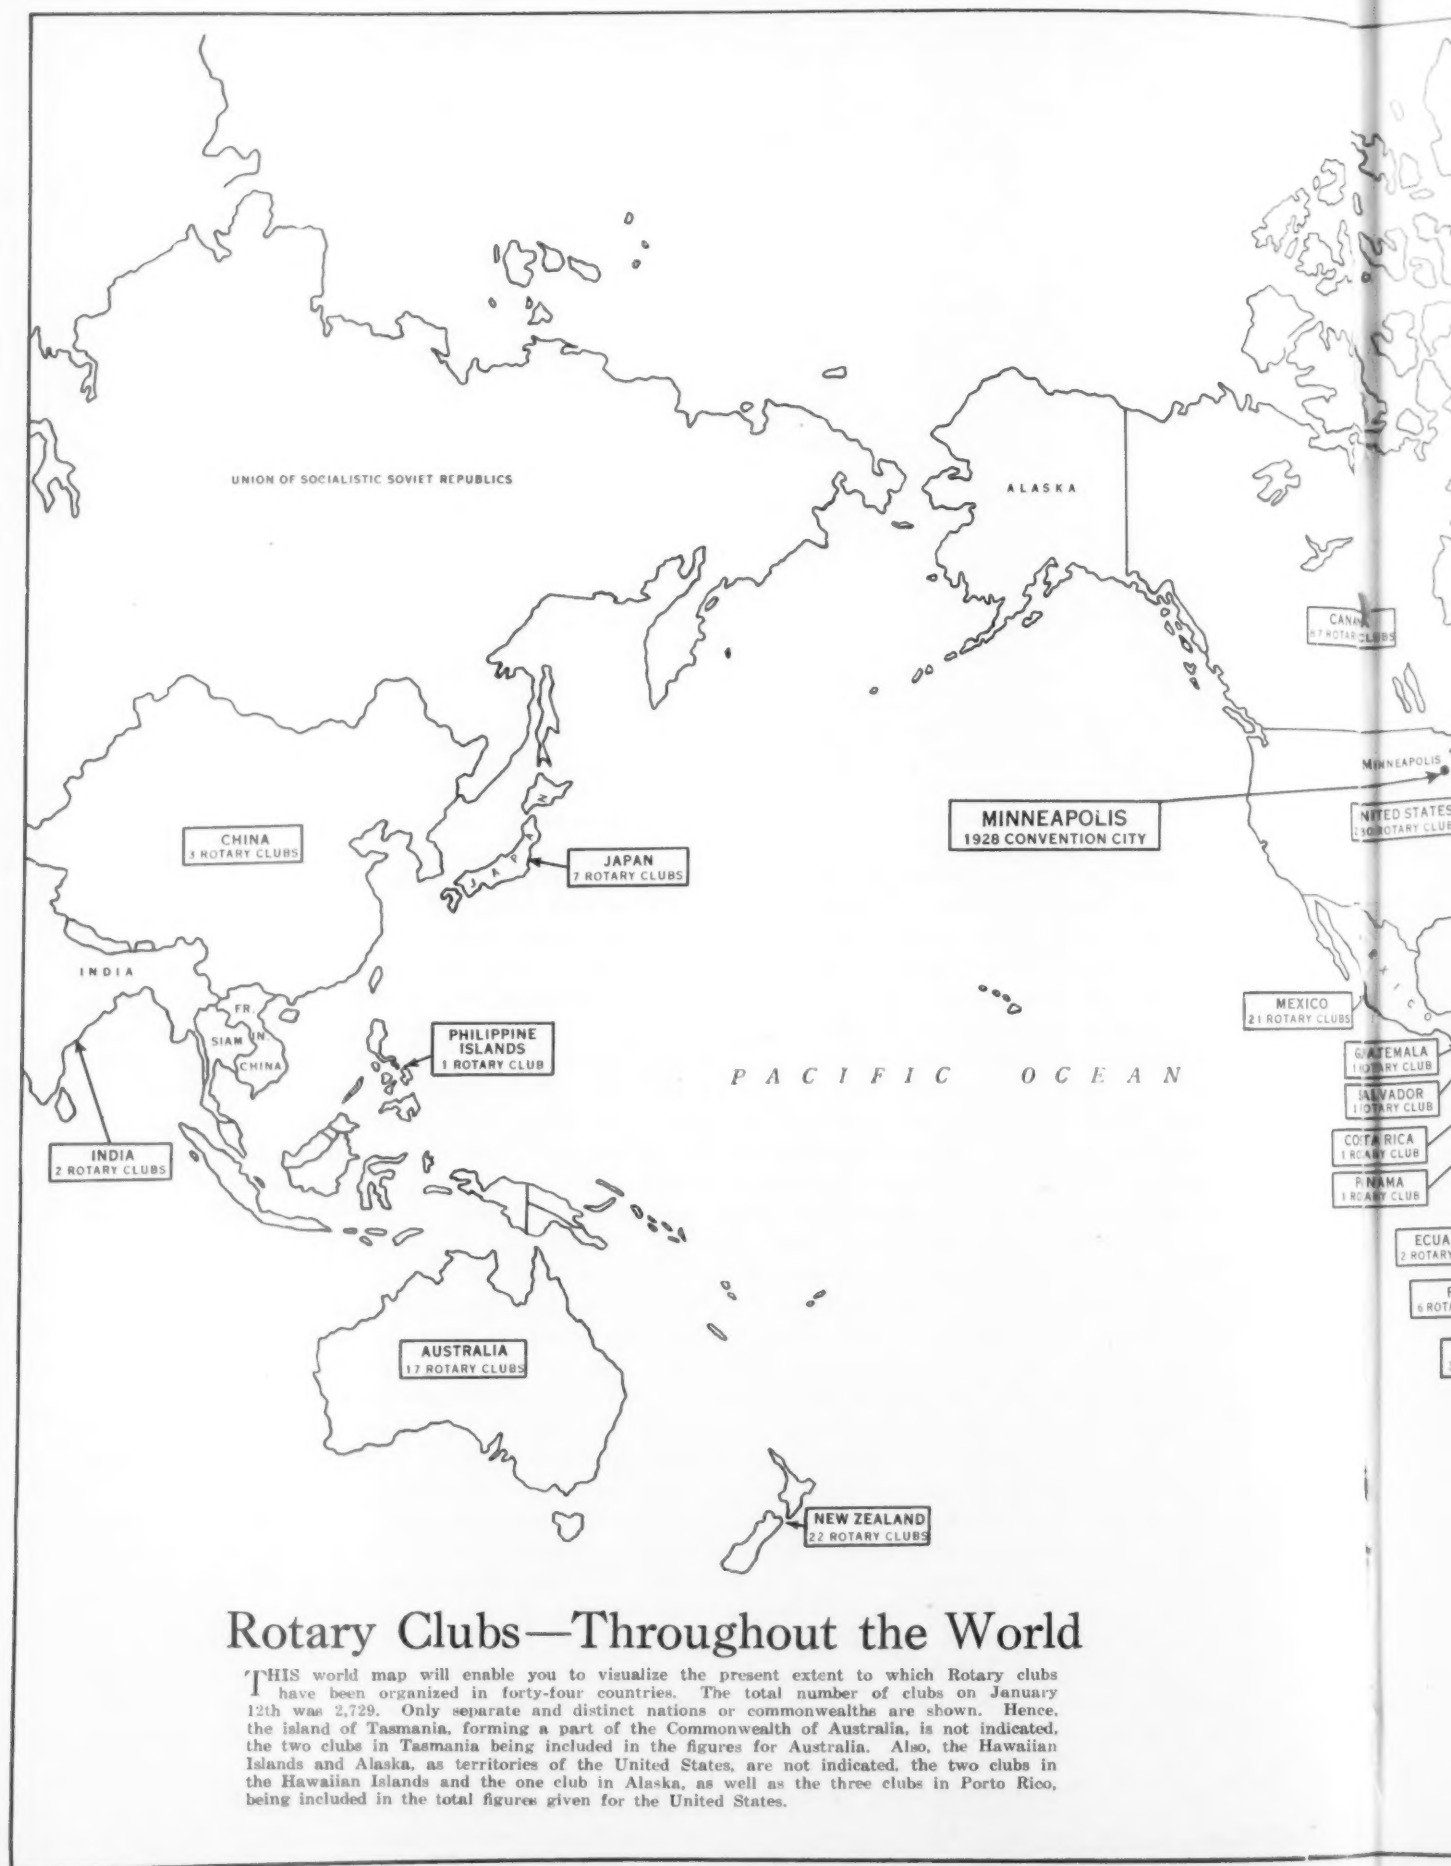 UNION OF SOCIALISTIC SOVIET REPUBLICS
ALASKA
MINNEAPOLIS
MINNEAPOLIS
1928 CONVENTION CITY
NITED STATES
CHINA
3 ROTARY CLUBS
JAPAN
JAPAN
7 ROTARY CLUBS
INDIA
FR.
SIAM IN.
CHINA
PHILIPPINE
ISLANDS
1 ROTARY CLUB
MEXICO
21 ROTARY CLUBS
PACIFIC OCEAN
INDIA
2 ROTARY CLUBS
COSTA RICA
ECUA
2 ROTARY
AUSTRALIA
17 ROTARY CLUBS
NEW ZEALAND
22 ROTARY CLUBS
Rotary Clubs—Throughout the World
THIS world map will enable you to visualize the present extent to which Rotary clubs
have been organized in forty-four countries. The total number of clubs on January
12th was 2,729. Only separate and distinct nations or commonwealths are shown. Hence,
the island of Tasmania, forming a part of the Commonwealth of Australia, is not indicated,
the two clubs in Tasmania being included in the figures for Australia. Also, the Hawaiian
Islands and Alaska, as territories of the United States, are not indicated, the two clubs in
the Hawaiian Islands and the one club in Alaska, as well as the three clubs in Porto Rico,
being included in the total figures given for the United States.